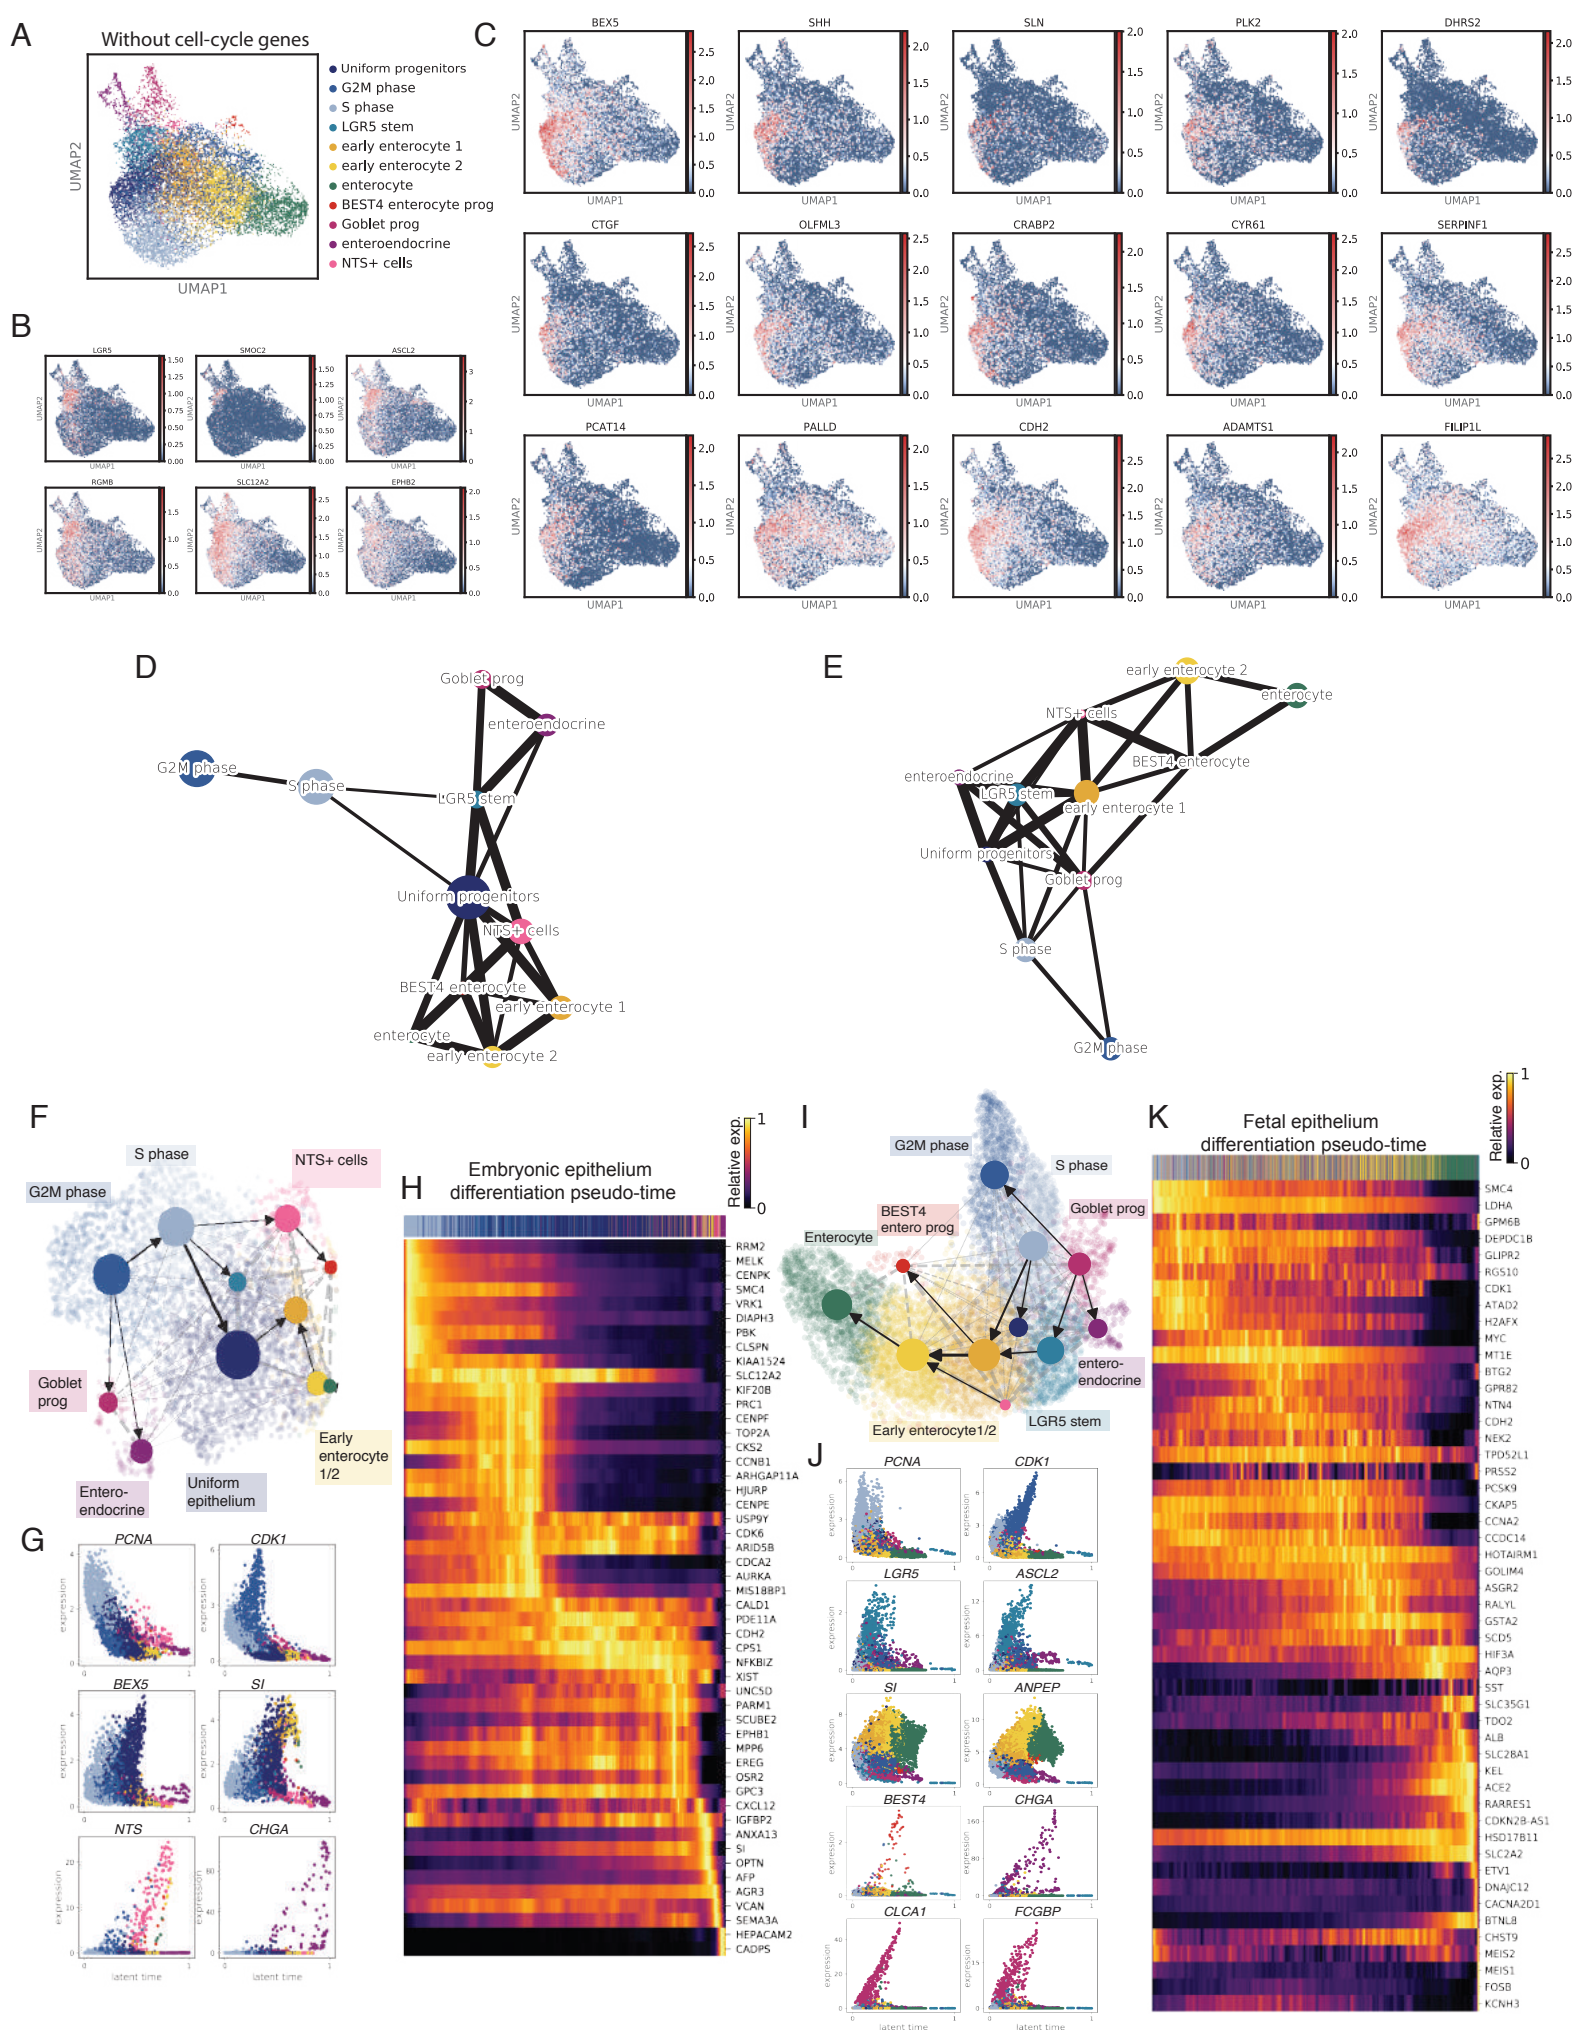 A
Without cell-cycle genes
UMAP2
UMAP1
Uniform progenitors
G2M phase
S phase
LGR5 stem
early enterocyte 1
early enterocyte 2
enterocyte
BEST4 enterocyte prog
Goblet prog
enteroendocrine
NTS+ cells
B
LGR5
SMOC2
ASCL2
RGMB
SLC12A2
EPHB2
C
BEX5
SHH
SLN
PLK2
DHRS2
CTGF
OLFML3
CRABP2
CYR61
SERPINF1
PCAT14
PALLD
CDH2
ADAMTS1
FILIP1L
D
Goblet prog
enteroendocrine
G2M phase
S phase
LGR5 stem
Uniform progenitors
NTS+ cells
BEST4 enterocyte
early enterocyte 1
enterocyte
early enterocyte 2
E
early enterocyte 2
enterocyte
NTS+ cells
BEST4 enterocyte
enteroendocrine
LGR5 stem
early enterocyte 1
Uniform progenitors
Goblet prog
S phase
G2M phase
F
S phase
NTS+ cells
G2M phase
Goblet
prog
Entero-
endocrine
Uniform
epithelium
Early
enterocyte
1/2
G
PCNA
CDK1
BEX5
SI
NTS
CHGA
expression
latent time
H
Embryonic epithelium
differentiation pseudo-time
Relative exp.
1
0
RRM2
MELK
CENPK
SMC4
VRK1
DIAPH3
PBK
CLSPN
KIAA1524
SLC12A2
KIF20B
PRC1
CENPF
TOP2A
CKS2
CCNB1
ARHGAP11A
HJURP
CENPE
USP9Y
CDK6
ARID5B
CDCA2
AURKA
MIS18BP1
CALD1
PDE11A
CDH2
CPS1
NFKBIZ
XIST
UNC5D
PARM1
SCUBE2
EPHB1
MPP6
EREG
OSR2
GPC3
CXCL12
IGFBP2
ANXA13
SI
OPTN
AFP
AGR3
VCAN
SEMA3A
HEPACAM2
CADPS
I
G2M phase
S phase
BEST4
entero prog
Goblet prog
Enterocyte
entero-
endocrine
LGR5 stem
Early enterocyte1/2
J
PCNA
CDK1
LGR5
ASCL2
SI
ANPEP
BEST4
CHGA
CLCA1
FCGBP
expression
latent time
K
Fetal epithelium
differentiation pseudo-time
Relative exp.
1
0
SMC4
LDHA
GPM6B
DEPDC1B
GLIPR2
RGS10
CDK1
ATAD2
H2AFX
MYC
MT1E
BTG2
GPR82
NTN4
CDH2
NEK2
TPD52L1
PRSS2
PCSK9
CKAP5
CCNA2
CCDC14
HOTAIRM1
GOLIM4
ASGR2
RALYL
GSTA2
SCD5
HIF3A
AQP3
SST
SLC35G1
TDO2
ALB
SLC28A1
KEL
ACE2
RARRES1
CDKN2B-AS1
HSD17B11
SLC2A2
ETV1
DNAJC12
CACNA2D1
BTNL8
CHST9
MEIS2
MEIS1
FOSB
KCNH3